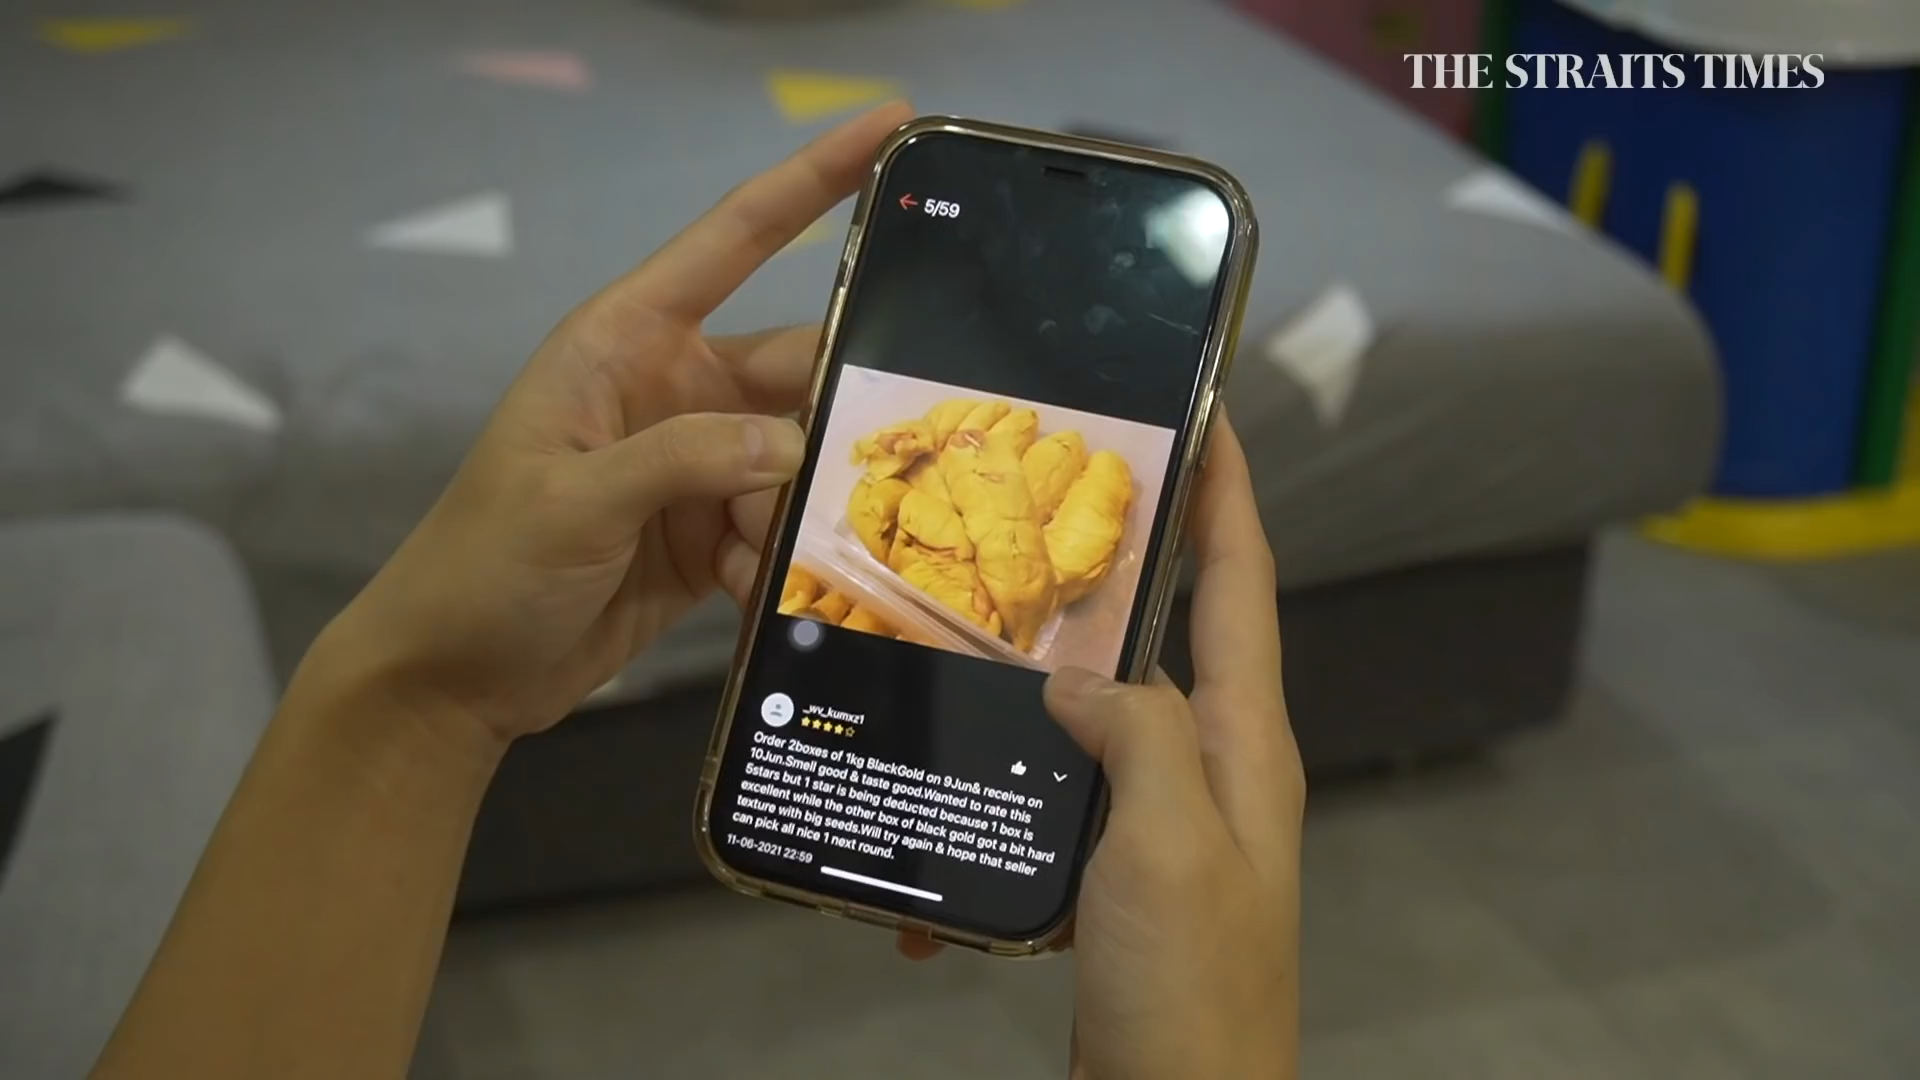 THE STRAITS TIMES
5/59
_wv_kumxz1
Order 2boxes of 1kg BlackGold on 9Jun& receive on
10Jun.Smell good & taste good.Wanted to rate this
5stars but 1 star is being deducted because 1 box is
excellent while the other box of black gold got a bit hard
texture with big seeds.Will try again & hope that seller
can pick all nice 1 next round.
11-06-2021 22:59